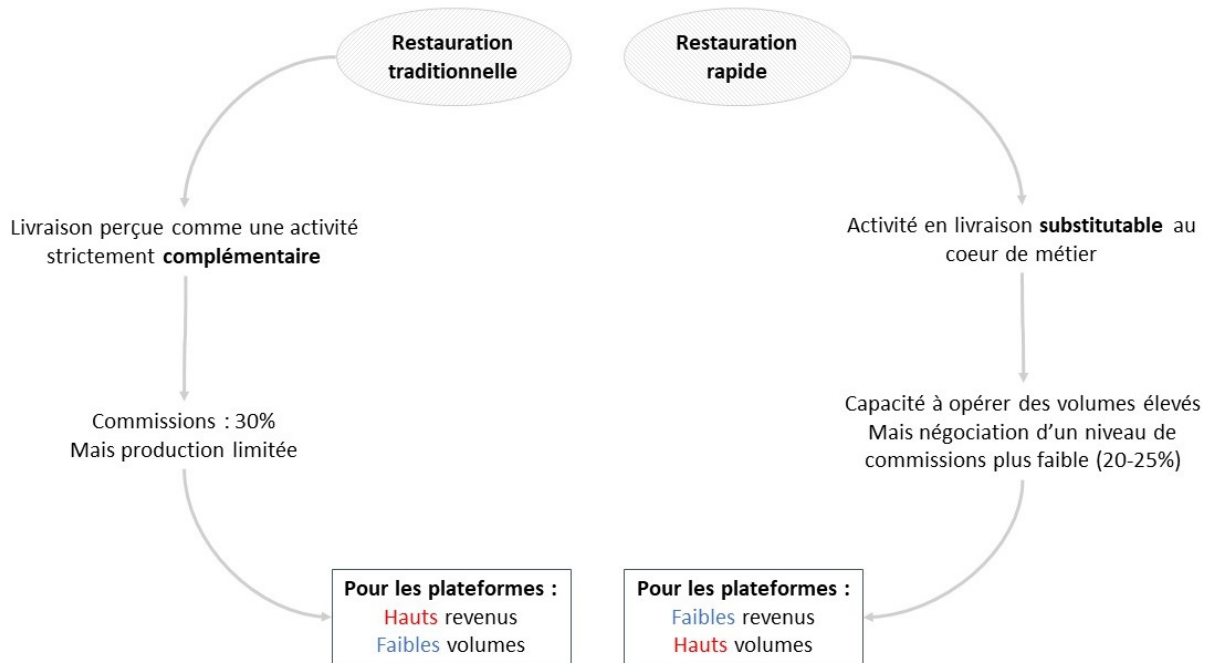 Restauration
traditionnelle
Livraison perçue comme une activité
strictement complémentaire
Commissions : 30%
Mais production limitée
Pour les plateformes :
Hauts revenus
Faibles volumes
Restauration
rapide
Activité en livraison substitutable au
coeur de métier
Capacité à opérer des volumes élevés
Mais négociation d’un niveau de
commissions plus faible (20-25%)
Pour les plateformes :
Faibles revenus
Hauts volumes